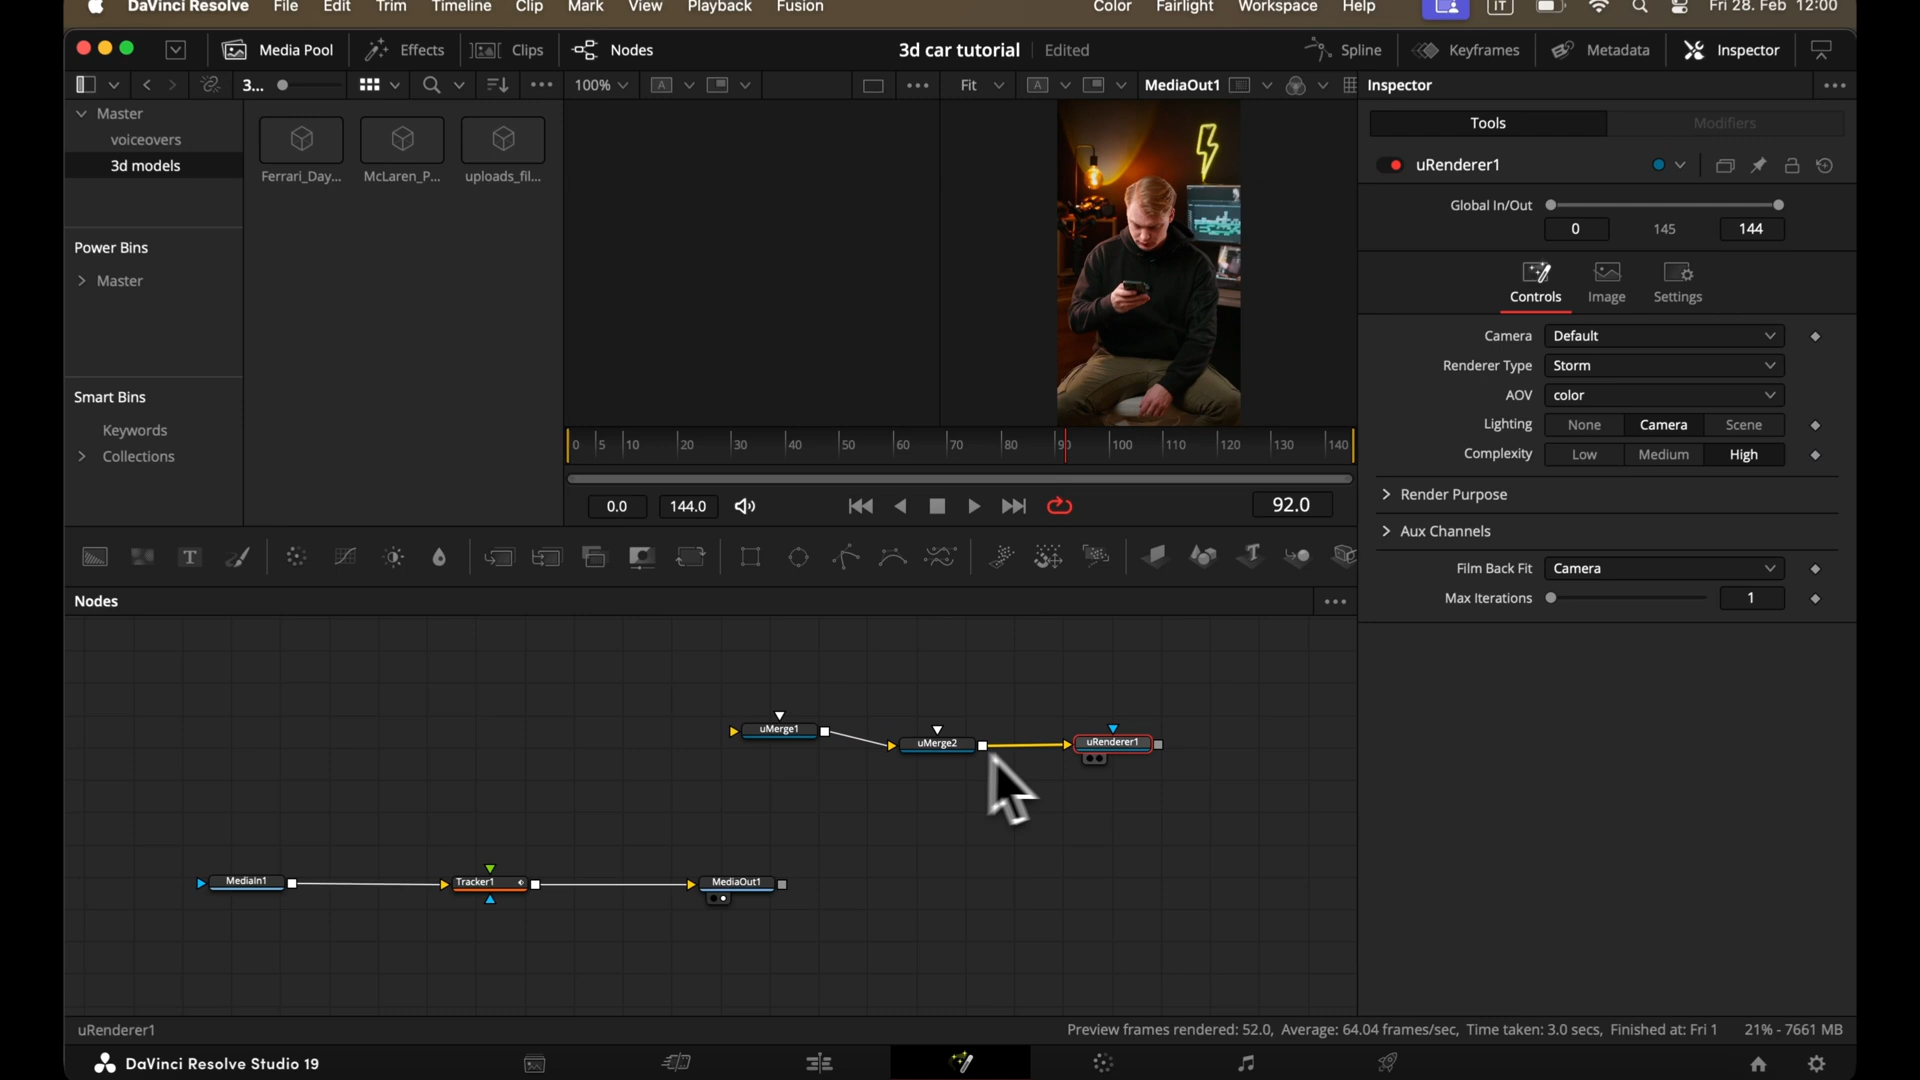 DaVinci Resolve File Edit Trim Timeline Clip Mark View Playback Fusion Color Fairlight Workspace Help IT Fri 28. Feb 12:00
Media Pool Effects Clips Nodes 3d car tutorial Edited Spline Keyframes Metadata Inspector
3... 100% A Fit A MediaOut1 Inspector
Master
voiceovers
3d models
Power Bins
Master
Smart Bins
Keywords
Collections
Ferrari_Day... McLaren_P... uploads_fil...
0 5 10 20 30 40 50 60 70 80 90 100 110 120 130 140
0.0 144.0 92.0
Tools Modifiers
uRenderer1
Global In/Out
0 145 144
Controls Image Settings
Camera Default
Renderer Type Storm
AOV color
Lighting None Camera Scene
Complexity Low Medium High
Render Purpose
Aux Channels
Film Back Fit Camera
Max Iterations 1
T T
Nodes
uMerge1 uMerge2 uRenderer1
MediaIn1 Tracker1 MediaOut1
uRenderer1 Preview frames rendered: 52.0, Average: 64.04 frames/sec, Time taken: 3.0 secs, Finished at: Fri 1 21% - 7661 MB
DaVinci Resolve Studio 19